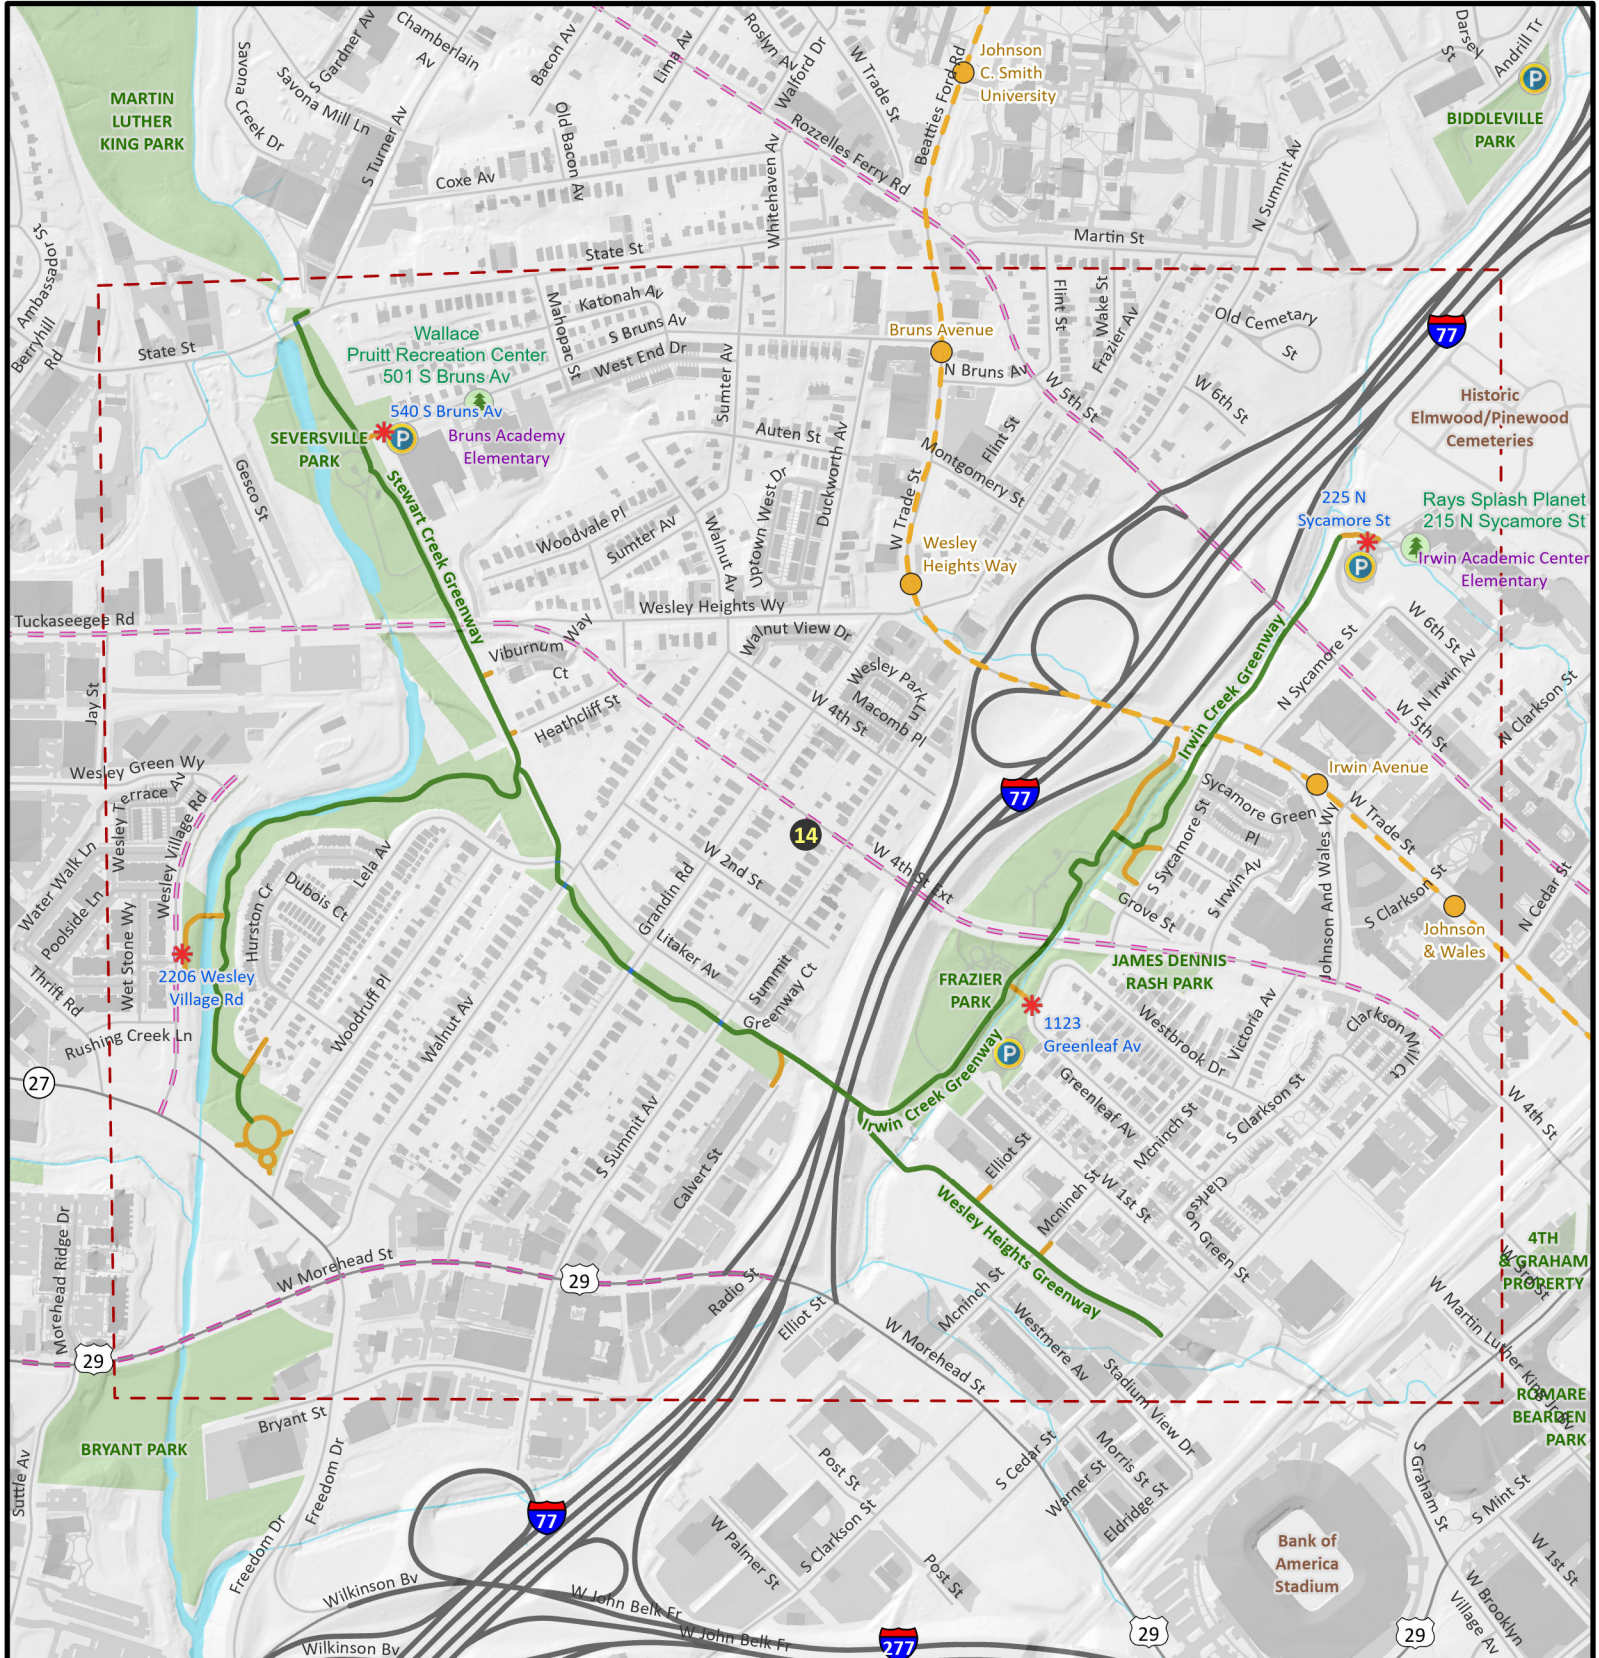 Savona Creek Dr
S Gardner Av
Chamberlain
Av
Savona Mill Ln
S Turner Av
Bacon Av
Lima Av
Roslyn Av
Walford Dr
W Trade St
Beatties Ford Rd
Johnson
C. Smith
University
Darsey
St
Andrill Tr
P
MARTIN
LUTHER
KING PARK
BIDDLEVILLE
PARK
Old Bacon Av
Coxe Av
Whitehaven Av
Rozzelles Ferry Rd
N Summit Av
Martin St
State St
Ambassador St
Berryhill
Rd
State St
Katonah Av
Mahopac St
S Bruns Av
West End Dr
Wallace
Pruitt Recreation Center
501 S Bruns Av
540 S Bruns Av
P
Bruns Academy
Elementary
SEVERSVILLE
PARK
Sumter Av
Auten St
Bruns Avenue
N Bruns Av
Flint St
Wake St
Frazier Av
Old Cemetary
St
77
W 5th St
W 6th St
Historic
Elmwood/Pinewood
Cemeteries
Gesco St
Stewart Creek Greenway
Woodvale Pl
Sumter Av
Walnut Av
Uptown West Dr
Duckworth Av
W Trade St
Montgomery St
Flint St
Wesley
Heights Way
225 N
Sycamore St
Rays Splash Planet
215 N Sycamore St
P
Irwin Academic Center
Elementary
Tuckaseegee Rd
Wesley Heights Wy
Way
Viburnum
Ct
Walnut View Dr
Heathcliff St
Wesley Park Ln
Macomb Pl
W 4th St
Irwin Creek Greenway
N Sycamore St
W 6th St
N Irwin Av
W 5th St
N Clarkson St
Jay St
Wesley Green Wy
Wesley Terrace Av
Wesley Village Rd
Water Walk Ln
Poolside Ln
Wet Stone Wy
Thrift Rd
Rushing Creek Ln
2206 Wesley
Village Rd
Hurston Cr
Dubois Ct
Lela Av
Woodruff Pl
Walnut Av
77
14
W 4th St Ext
W 2nd St
Grandin Rd
Litaker Av
Summit
Greenway Ct
Irwin Avenue
Sycamore Green
Pl
S Sycamore St
S Irwin Av
Grove St
Johnson And Wales Wy
W Trade St
S Clarkson St
Johnson
& Wales
N Cedar St
FRAZIER
PARK
JAMES DENNIS
RASH PARK
1123
Greenleaf Av
P
Irwin Creek Greenway
Westbrook Dr
Victoria Av
Clarkson Mill Ct
Greenleaf Av
Mcninch St
S Clarkson St
W 4th St
27
S Summit Av
Calvert St
Elliot St
Mcninch St
W 1st St
Clarkson Green St
Wesley Heights Greenway
Morehead Ridge Dr
W Morehead St
29
29
Radio St
Elliot St
W Morehead St
Mcninch St
Westmere Av
Stadium View Dr
4TH
& GRAHAM
PROPERTY
W Martin Luther King Jr Bv
ROMARE
BEARDEN
PARK
BRYANT PARK
Suttle Av
Bryant St
Freedom Dr
Freedom Dr
77
Wilkinson Bv
Wilkinson Bv
W John Belk Fr
W John Belk Fr
277
Post St
S Clarkson St
W Palmer St
Post St
S Cedar St
Warner St
Morris St
Eldridge St
Bank of
America
Stadium
29
29
S Graham St
S Mint St
W 1st St
W Brooklyn
Village Av